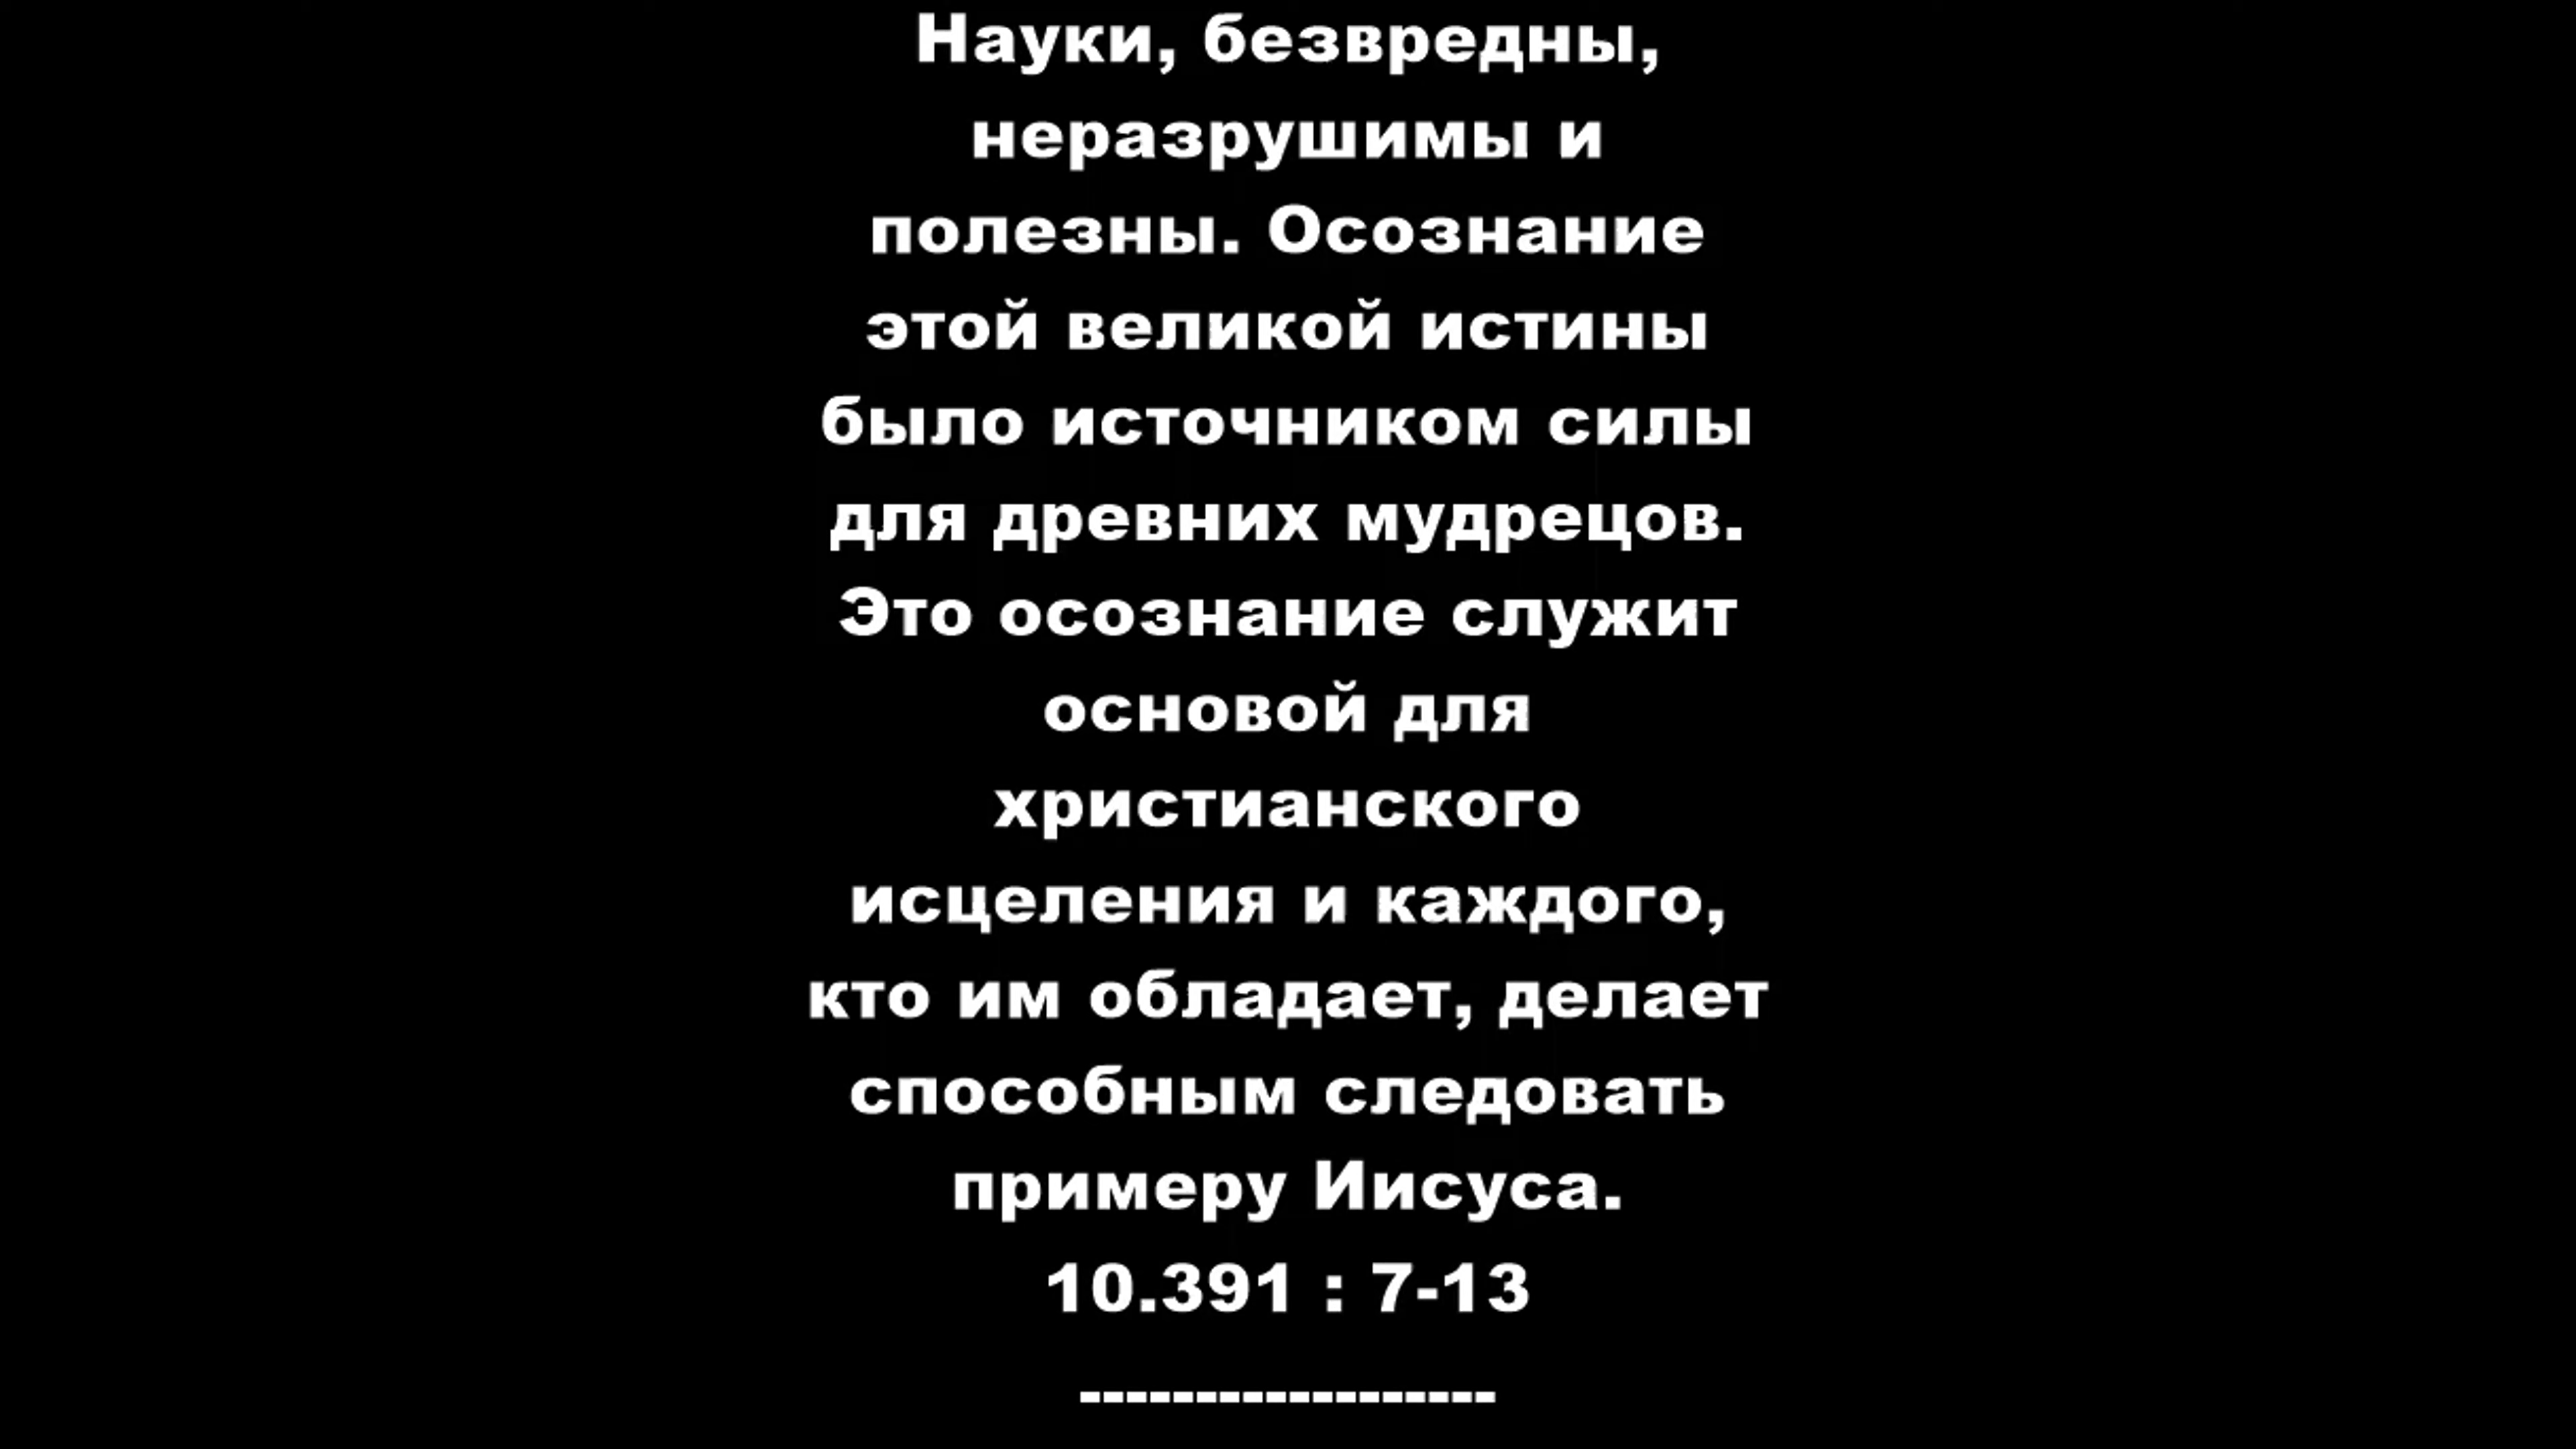 Науки, безвредны,
неразрушимы и
полезны. Осознание
этой великой истины
было источником силы
для древних мудрецов.
Это осознание служит
основой для
христианского
исцеления и каждого,
кто им обладает, делает
способным следовать
примеру Иисуса.
10.391 : 7-13
------------------